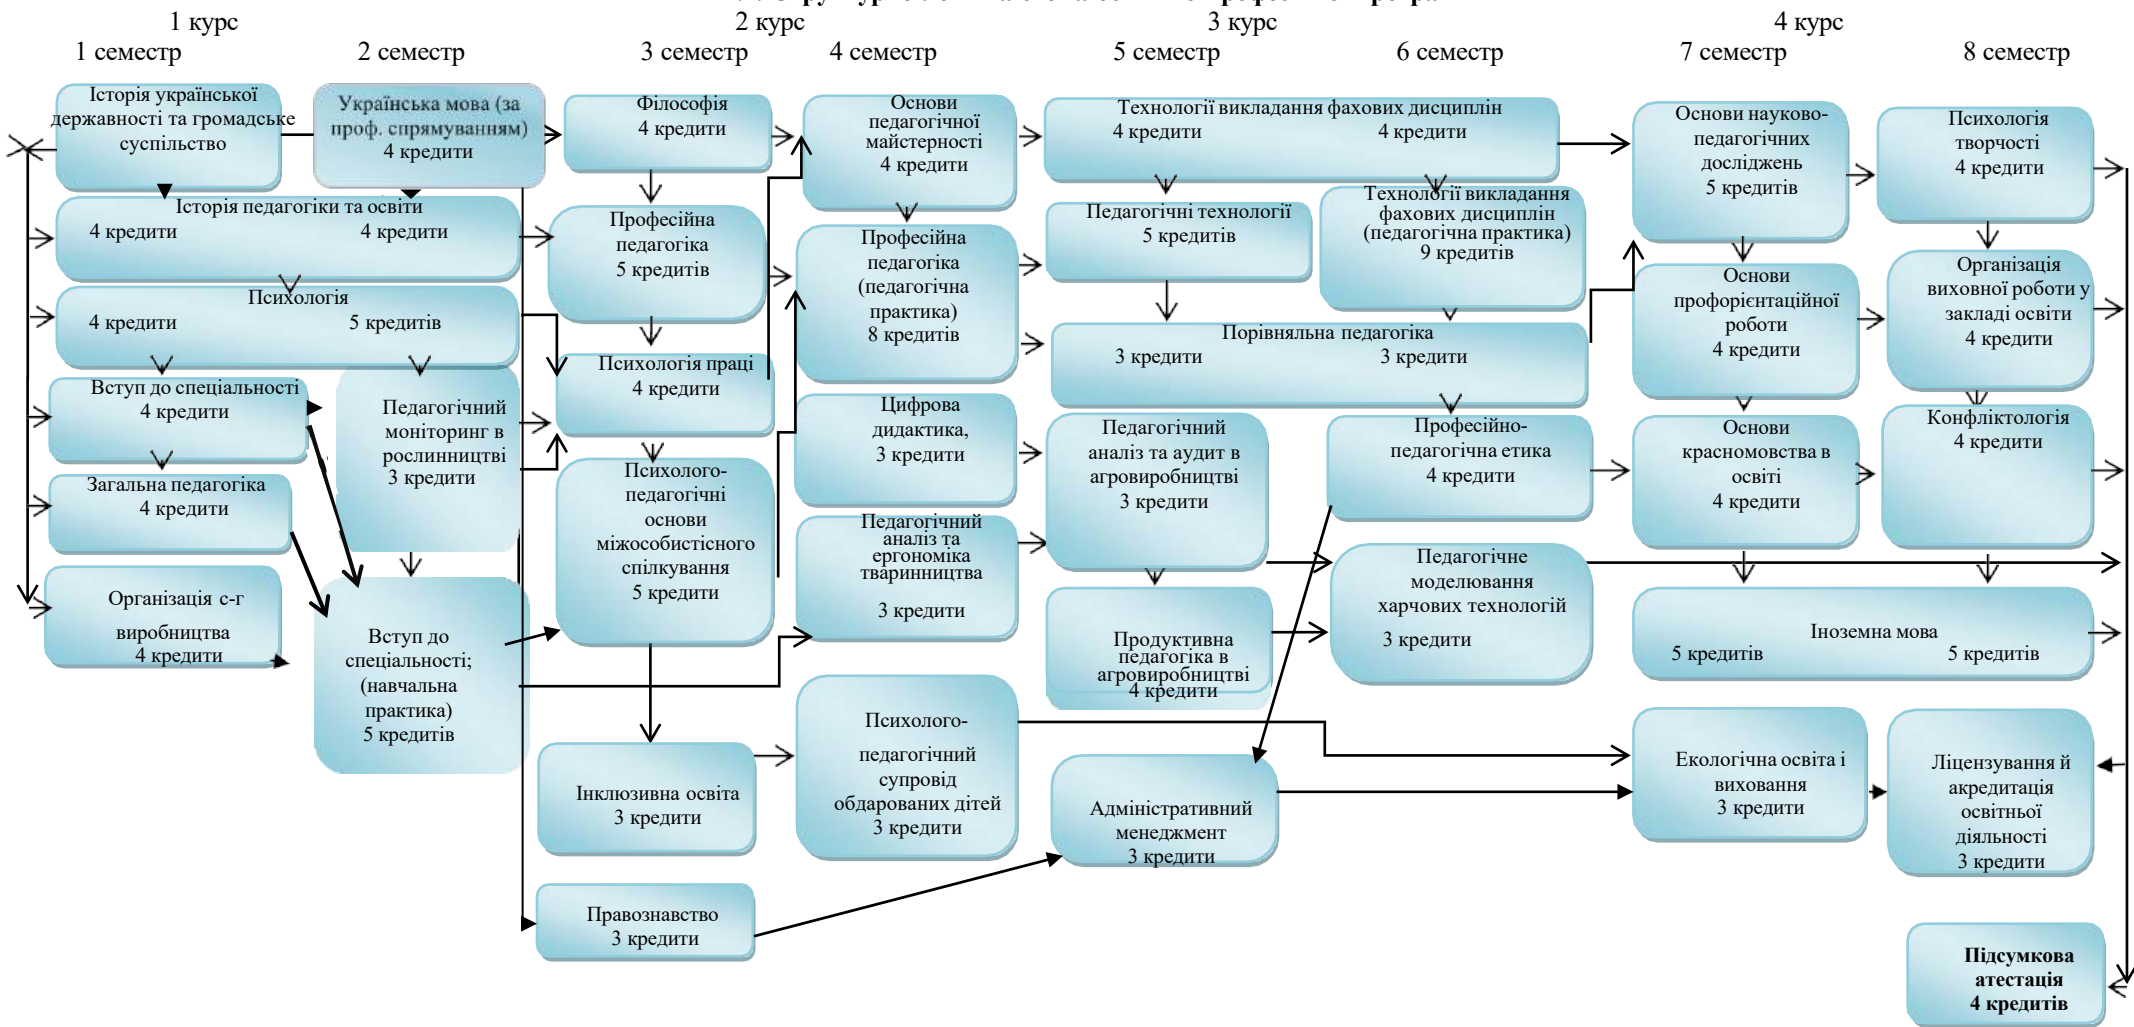 1 курс
2 курс
3 курс
4 курс
1 семестр
2 семестр
3 семестр
4 семестр
5 семестр
6 семестр
7 семестр
8 семестр
Історія української
державності та громадське
суспільство
Українська мова (за
проф. спрямуванням)
4 кредити
Історія педагогіки та освіти
4 кредити
4 кредити
Психологія
4 кредити
5 кредитів
Вступ до спеціальності
4 кредити
Загальна педагогіка
4 кредити
Організація с-г
виробництва
4 кредити
Педагогічний
моніторинг в
рослинництві
3 кредити
Вступ до
спеціальності;
(навчальна
практика)
5 кредитів
Філософія
4 кредити
Професійна
педагогіка
5 кредитів
Психологія праці
4 кредити
Психолого-
педагогічні
основи
міжособистісного
спілкування
5 кредити
Інклюзивна освіта
3 кредити
Правознавство
3 кредити
Основи
педагогічної
майстерності
4 кредити
Професійна
педагогіка
(педагогічна
практика)
8 кредитів
Цифрова
дидактика,
3 кредити
Педагогічний
аналіз та
ергономіка
тваринництва
3 кредити
Психолого-
педагогічний
супровід
обдарованих дітей
3 кредити
Технології викладання фахових дисциплін
4 кредити
4 кредити
Педагогічні технології
5 кредитів
Технології викладання
фахових дисциплін
(педагогічна практика)
9 кредитів
Порівняльна педагогіка
3 кредити
3 кредити
Педагогічний
аналіз та аудит в
агровиробництві
3 кредити
Продуктивна
педагогіка в
агровиробництві
4 кредити
Адміністративний
менеджмент
3 кредити
Професійно-
педагогічна етика
4 кредити
Педагогічне
моделювання
харчових технологій
3 кредити
Основи науково-
педагогічних
досліджень
5 кредитів
Основи
профорієнтаційної
роботи
4 кредити
Основи
красномовства в
освіті
4 кредити
Іноземна мова
5 кредитів
5 кредитів
Екологічна освіта і
виховання
3 кредити
Психологія
творчості
4 кредити
Організація
виховної роботи у
закладі освіти
4 кредити
Конфліктологія
4 кредити
Ліцензування й
акредитація
освітньої
діяльності
3 кредити
Підсумкова
атестація
4 кредитів